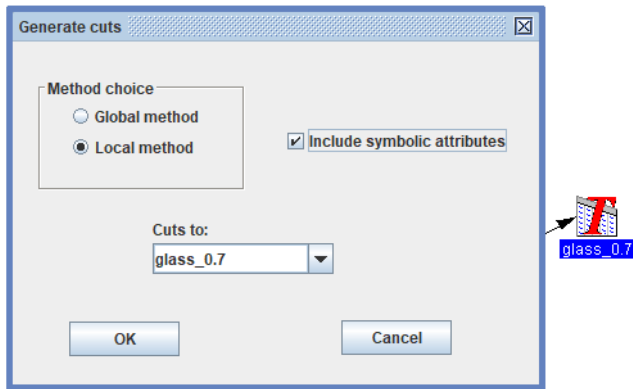 Generate cuts
Method choice
Global method
Local method
Include symbolic attributes
Cuts to:
glass_0.7
OK
Cancel
T
glass_0.7